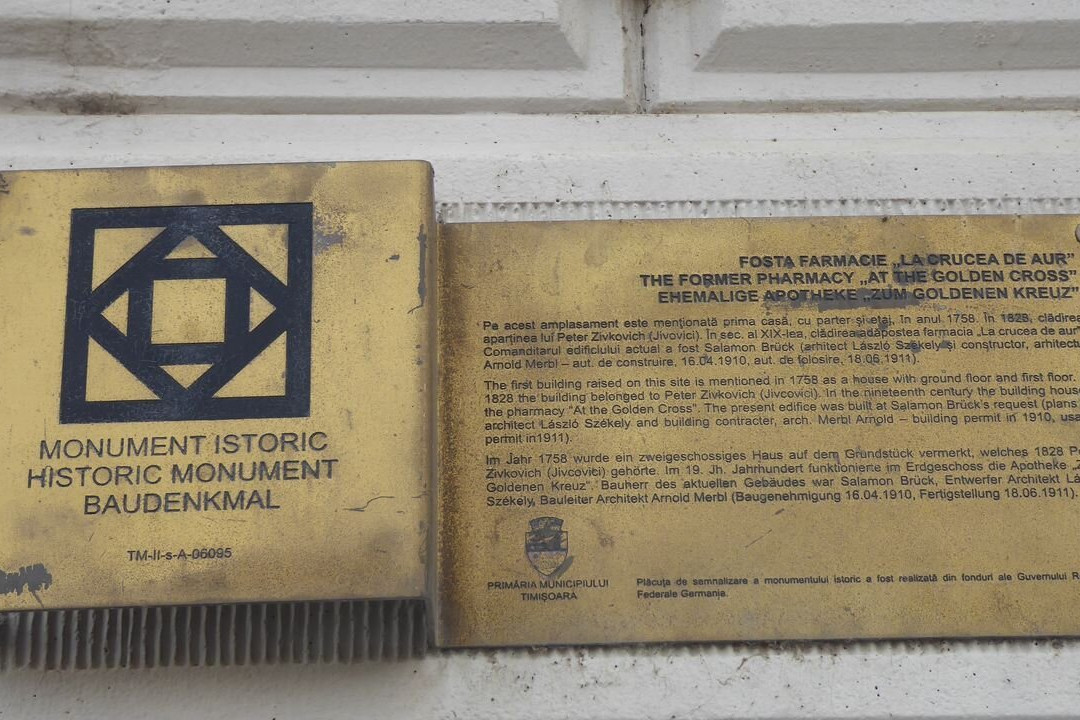 MONUMENT ISTORIC
HISTORIC MONUMENT
BAUDENKMAL
TM-II-s-A-06095
FOSTA FARMACIE „LA CRUCEA DE AUR”
THE FORMER PHARMACY „AT THE GOLDEN CROSS”
EHEMALIGE APOTHEKE „ZUM GOLDENEN KREUZ”
Pe acest amplasament este menţionată prima casă, cu parter şi etaj, în anul 1758. În 1828, clădirea
aparţinea lui Peter Zivkovich (Jivovici). În sec. al XIX-lea, clădirea adăpostea farmacia „La crucea de aur”
Comanditarul edificiului actual a fost Salamon Brück (arhitect László Székely şi constructor, arhitect
Arnold Merbl – aut. de construire, 16.04.1910, aut. de folosire, 18.06.1911).
The first building raised on this site is mentioned in 1758 as a house with ground floor and first floor.
1828 the building belonged to Peter Zivkovich (Jivcovici). In the nineteenth century the building
the pharmacy “At the Golden Cross”. The present edifice was built at Salamon Brück's request (plans
architect László Székely and building contracter, arch. Merbl Arnold – building permit in 1910,
permit in1911).
Im Jahr 1758 wurde ein zweigeschossiges Haus auf dem Grundstück vermerkt, welches 1828
Zivkovich (Jivcovici) gehörte. Im 19. Jh. Jahrhundert funktionierte im Erdgeschoss die Apotheke
Goldenen Kreuz”. Bauherr des aktuellen Gebäudes war Salamon Brück, Entwerfer Architekt
Székely, Bauleiter Architekt Arnold Merbl (Baugenehmigung 16.04.1910, Fertigstellung 18.06.1911).
PRIMĂRIA MUNICIPIULUI
TIMIŞOARA
Plăcuţa de semnalizare a monumentului istoric a fost realizată din fonduri ale Guvernului
Federale Germania.